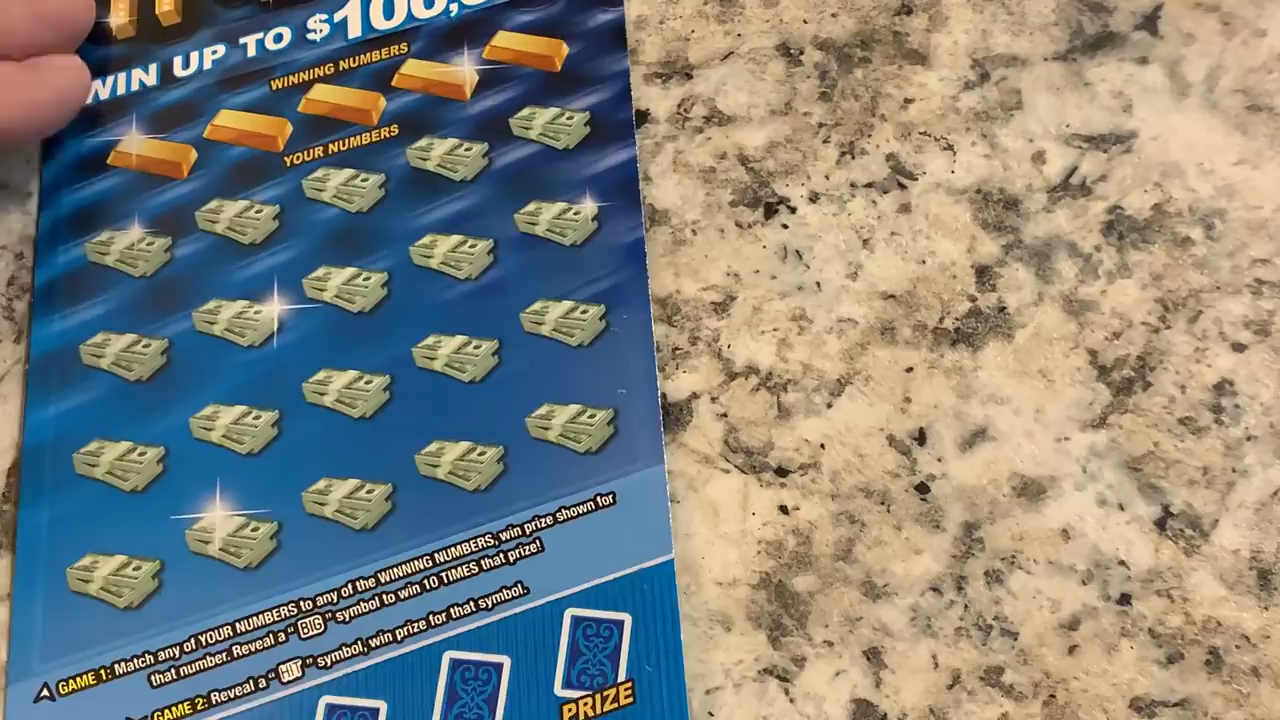 WIN UP TO $100,
WINNING NUMBERS
YOUR NUMBERS
GAME 1: Match any of YOUR NUMBERS to any of the WINNING NUMBERS, win prize shown for
that number. Reveal a "BIG" symbol to win 10 TIMES that prize!
GAME 2: Reveal a "HIT" symbol, win prize for that symbol.
PRIZE